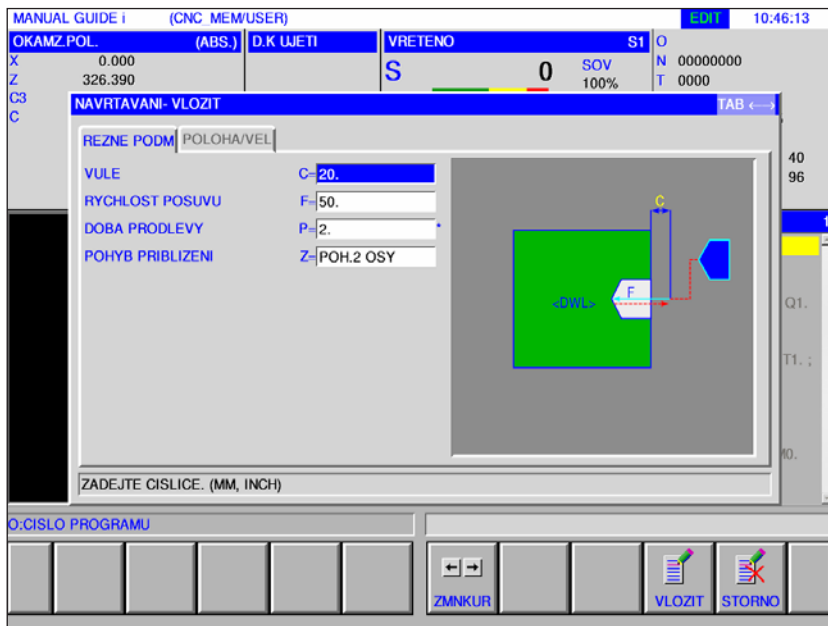 MANUAL GUIDE i (CNC_MEM/USER) EDIT 10:46:13
OKAMZ.POL. (ABS.) D.K UJETI VRETENO S1 O
X 0.000 N 00000000
Z 326.390 S 0 SOV 100% T 0000
C3
C
NAVRTAVANI- VLOZIT TAB ←→
REZNE PODM POLOHA/VEL
VULE C= 20.
RYCHLOST POSUVU F= 50.
DOBA PRODLEVY P= 2.
POHYB PRIBLIZENI Z= POH.2 OSY
C
F
<DWL>
40
96
1
Q1.
T1. ;
ZADEJTE CISLICE. (MM, INCH)
O:CISLO PROGRAMU
ZMNKUR VLOZIT STORNO